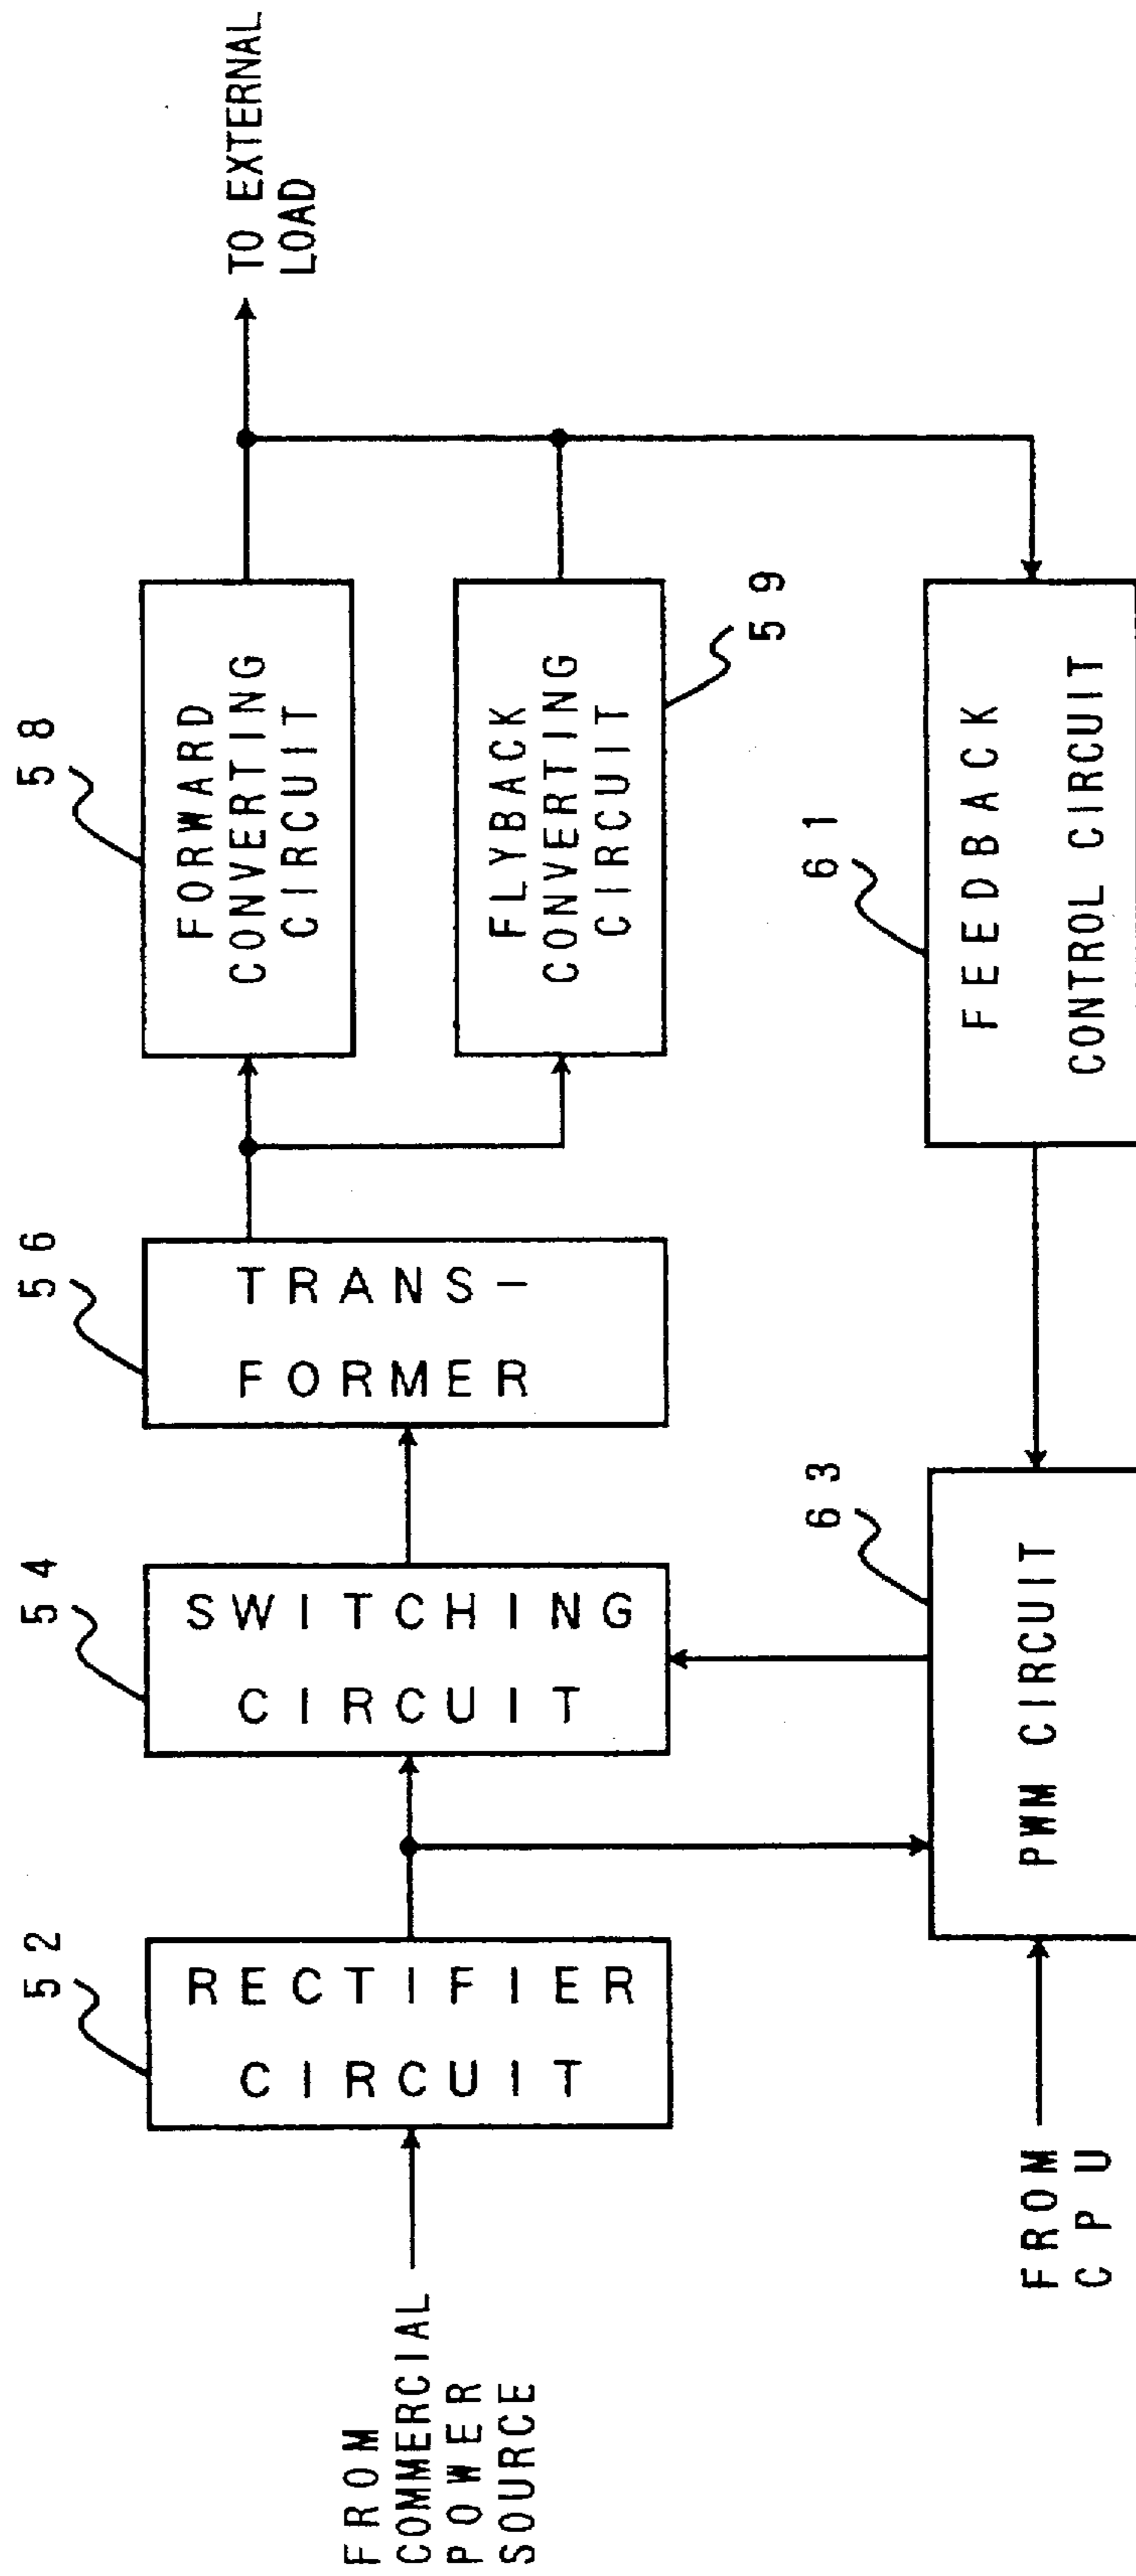 FROM
COMMERCIAL
POWER
SOURCE
52
RECTIFIER
CIRCUIT
54
SWITCHING
CIRCUIT
56
TRANS-
FORMER
58
FORWARD
CONVERTING
CIRCUIT
TO EXTERNAL
LOAD
FLYBACK
CONVERTING
CIRCUIT
59
FROM
CPU
63
PWM CIRCUIT
61
FEEDBACK
CONTROL CIRCUIT